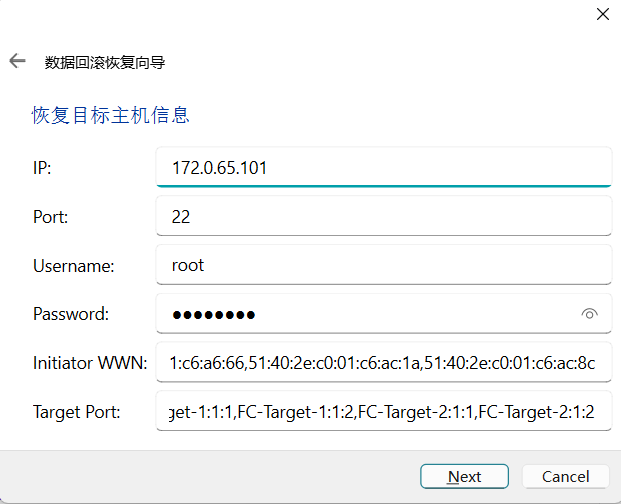 数据回滚恢复向导
恢复目标主机信息
IP: 172.0.65.101
Port: 22
Username: root
Password: ●●●●●●●●
Initiator WWN: 1:c6:a6:66,51:40:2e:c0:01:c6:ac:1a,51:40:2e:c0:01:c6:ac:8c
Target Port: get-1:1:1,FC-Target-1:1:2,FC-Target-2:1:1,FC-Target-2:1:2
Next Cancel